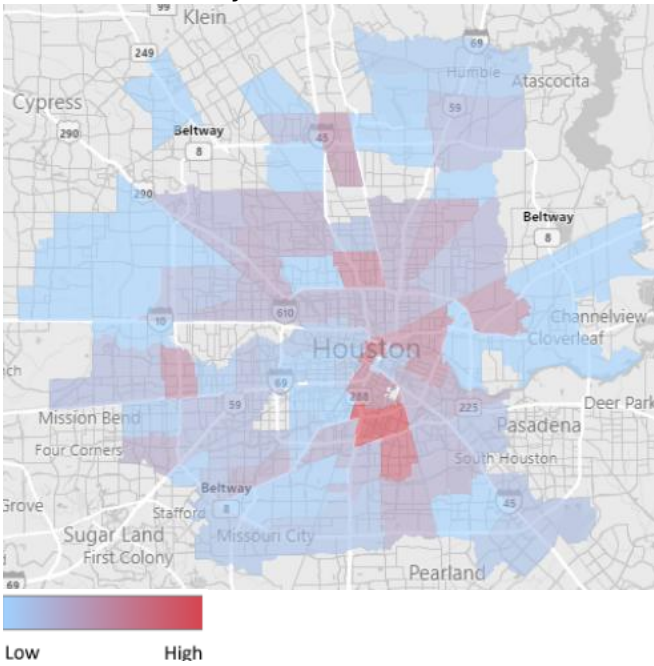 99
Klein
249
69
Humble
Atascocita
Cypress
59
290
Beltway
8
45
290
Beltway
8
10
610
Channelview
Cloverleaf
Houston
69
288
59
225
Deer Park
Mission Bend
Pasadena
Four Corners
South Houston
Beltway
8
45
Grove
Stafford
Sugar Land
Missouri City
First Colony
Pearland
69
Low High